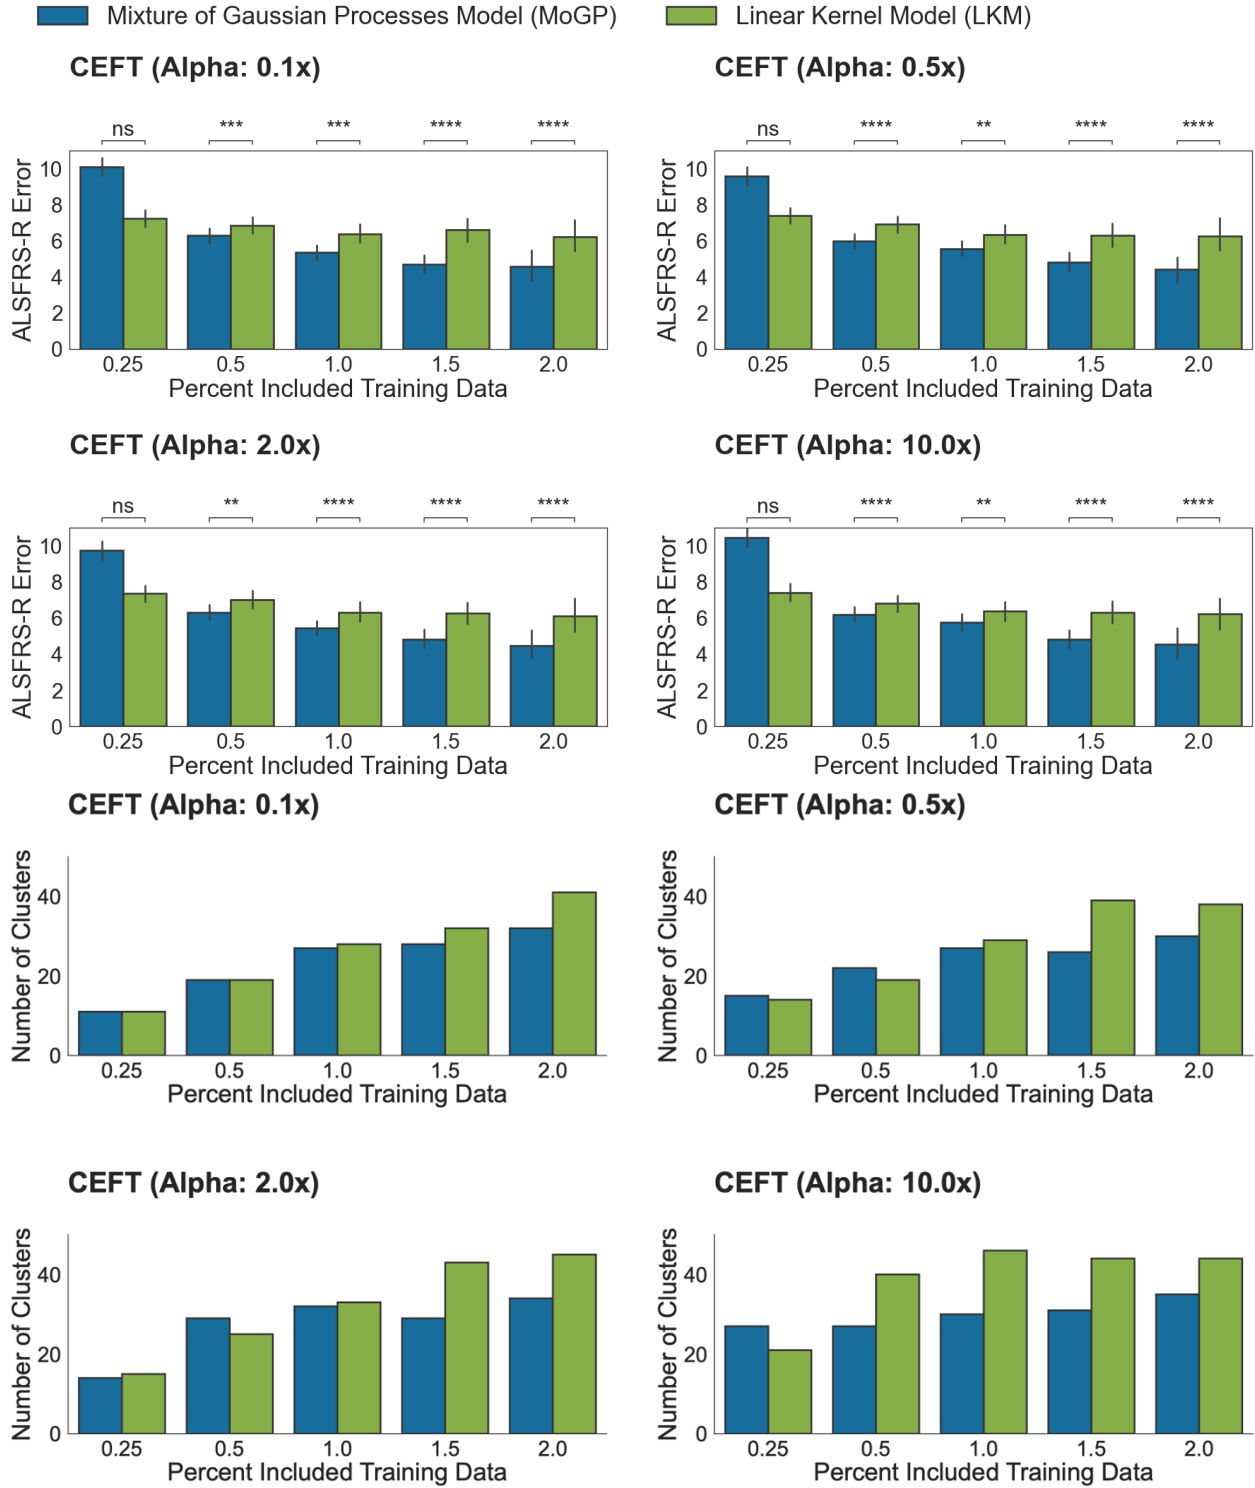 Mixture of Gaussian Processes Model (MoGP) Linear Kernel Model (LKM)
CEFT (Alpha: 0.1x)
ns *** *** **** ****
ALSFRS-R Error
10
8
6
4
2
0
0.25 0.5 1.0 1.5 2.0
Percent Included Training Data
CEFT (Alpha: 0.5x)
ns **** ** **** ****
ALSFRS-R Error
10
8
6
4
2
0
0.25 0.5 1.0 1.5 2.0
Percent Included Training Data
CEFT (Alpha: 2.0x)
ns ** **** **** ****
ALSFRS-R Error
10
8
6
4
2
0
0.25 0.5 1.0 1.5 2.0
Percent Included Training Data
CEFT (Alpha: 10.0x)
ns **** ** **** ****
ALSFRS-R Error
10
8
6
4
2
0
0.25 0.5 1.0 1.5 2.0
Percent Included Training Data
CEFT (Alpha: 0.1x)
Number of Clusters
40
20
0
0.25 0.5 1.0 1.5 2.0
Percent Included Training Data
CEFT (Alpha: 0.5x)
Number of Clusters
40
20
0
0.25 0.5 1.0 1.5 2.0
Percent Included Training Data
CEFT (Alpha: 2.0x)
Number of Clusters
40
20
0
0.25 0.5 1.0 1.5 2.0
Percent Included Training Data
CEFT (Alpha: 10.0x)
Number of Clusters
40
20
0
0.25 0.5 1.0 1.5 2.0
Percent Included Training Data